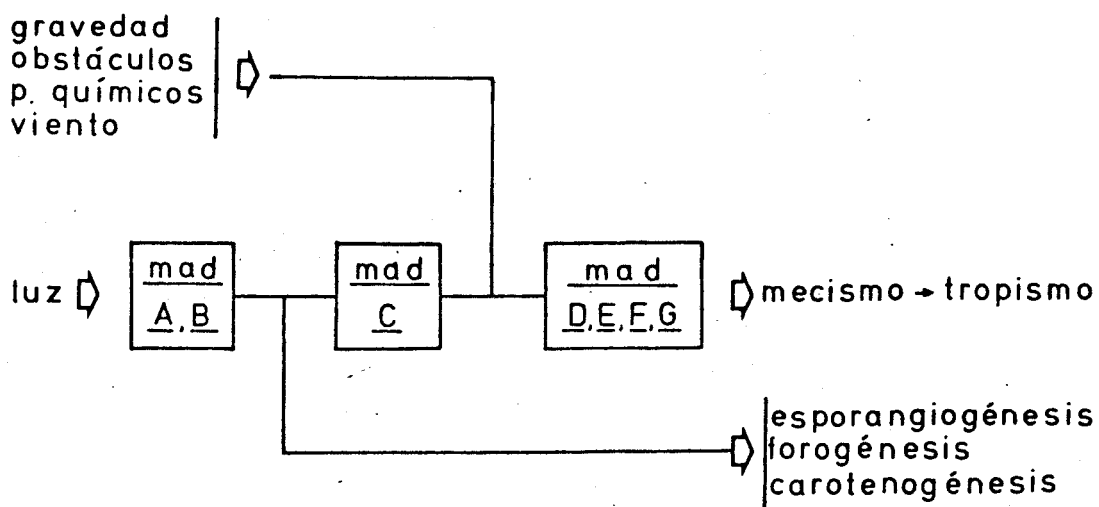 gravedad
obstáculos
p. químicos
viento
luz
mad
A, B
mad
C
mad
D, E, F, G
mecismo → tropismo
esporangiogénesis
forogénesis
carotenogénesis